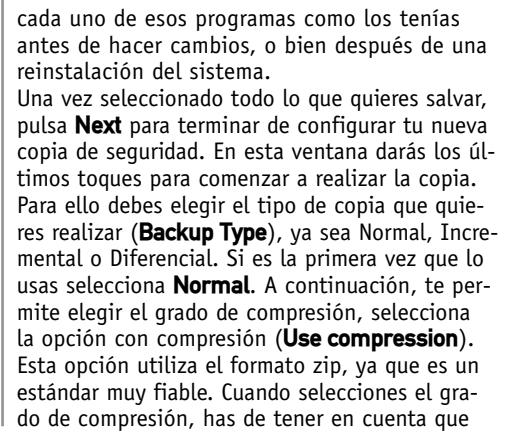 cada uno de esos programas como los tenías
antes de hacer cambios, o bien después de una
reinstalación del sistema.
Una vez seleccionado todo lo que quieres salvar,
pulsa Next para terminar de configurar tu nueva
copia de seguridad. En esta ventana darás los úl-
timos toques para comenzar a realizar la copia.
Para ello debes elegir el tipo de copia que quie-
res realizar (Backup Type), ya sea Normal, Incre-
mental o Diferencial. Si es la primera vez que lo
usas selecciona Normal. A continuación, te per-
mite elegir el grado de compresión, selecciona
la opción con compresión (Use compression).
Esta opción utiliza el formato zip, ya que es un
estándar muy fiable. Cuando selecciones el gra-
do de compresión, has de tener en cuenta que